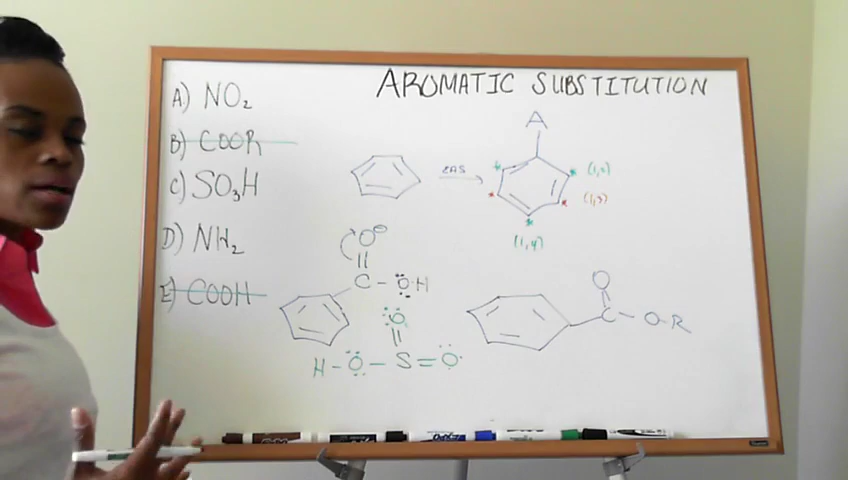 AROMATIC SUBSTITUTION
A) NO₂
B) COOR
C) SO₃H
D) NH₂
E) COOH
EAS
A
(1,2)
(1,3)
(1,4)
O⊖
C - OH
O
H - O - S = O
O
C - O - R